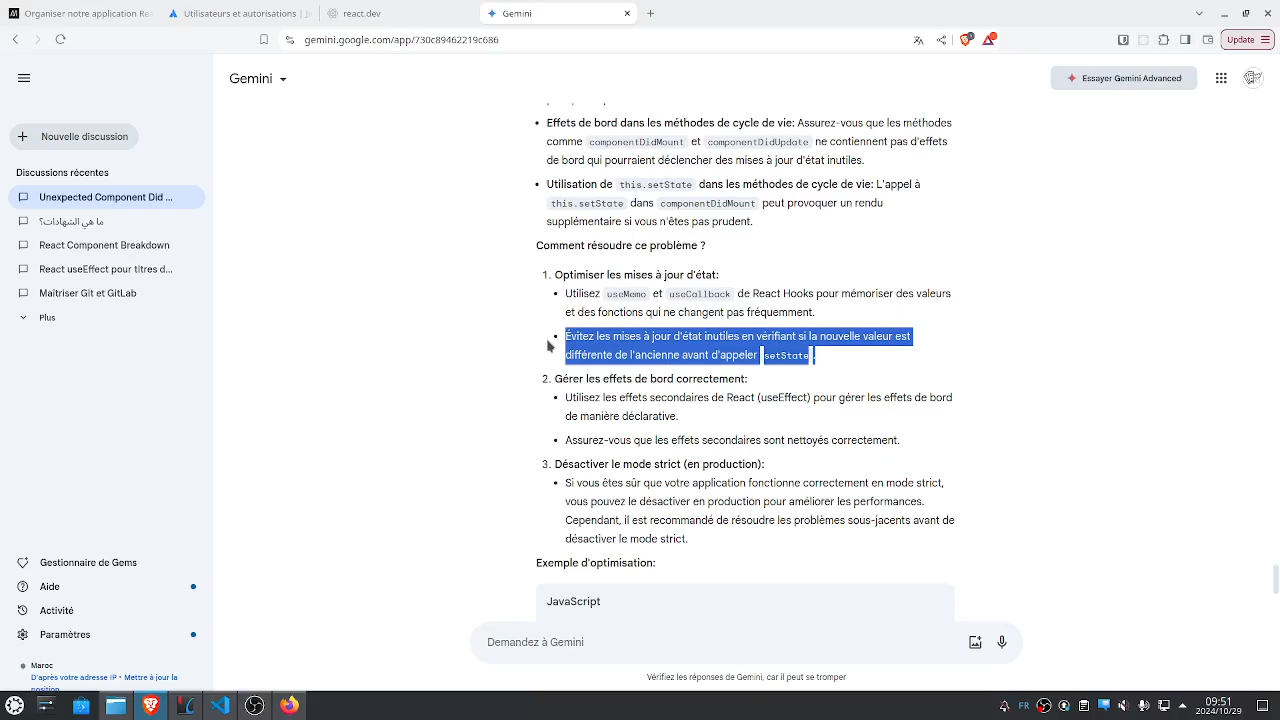 Organiser notre application Rea
Utilisateurs et autorisations
react.dev
Gemini
gemini.google.com/app/730c89462219c686
Update
Gemini
Essayer Gemini Advanced
Nouvelle discussion
Discussions récentes
Unexpected Component Did ...
ما هي الشهادات؟
React Component Breakdown
React useEffect pour titres d...
Maîtriser Git et GitLab
Plus
Gestionnaire de Gems
Aide
Activité
Paramètres
Maroc
D'après votre adresse IP • Mettre à jour la
position
• Effets de bord dans les méthodes de cycle de vie: Assurez-vous que les méthodes
comme componentDidMount et componentDidUpdate ne contiennent pas d'effets
de bord qui pourraient déclencher des mises à jour d'état inutiles.
• Utilisation de this.setState dans les méthodes de cycle de vie: L'appel à
this.setState dans componentDidMount peut provoquer un rendu
supplémentaire si vous n'êtes pas prudent.
Comment résoudre ce problème ?
1. Optimiser les mises à jour d'état:
• Utilisez useMemo et useCallback de React Hooks pour mémoriser des valeurs
et des fonctions qui ne changent pas fréquemment.
• Évitez les mises à jour d'état inutiles en vérifiant si la nouvelle valeur est
différente de l'ancienne avant d'appeler setState .
2. Gérer les effets de bord correctement:
• Utilisez les effets secondaires de React (useEffect) pour gérer les effets de bord
de manière déclarative.
• Assurez-vous que les effets secondaires sont nettoyés correctement.
3. Désactiver le mode strict (en production):
• Si vous êtes sûr que votre application fonctionne correctement en mode strict,
vous pouvez le désactiver en production pour améliorer les performances.
Cependant, il est recommandé de résoudre les problèmes sous-jacents avant de
désactiver le mode strict.
Exemple d'optimisation:
JavaScript
Demandez à Gemini
Vérifiez les réponses de Gemini, car il peut se tromper
FR
09:51
2024/10/29